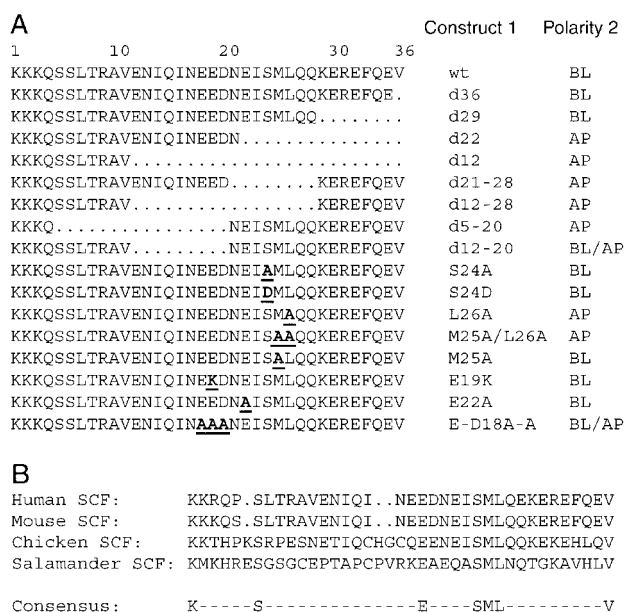 A
Construct 1 Polarity 2
1 10 20 30 36
KKKQSSLTRAVENIQINEEDNEISMLQQKEREFQEV wt BL
KKKQSSLTRAVENIQINEEDNEISMLQQKEREFQE. d36 BL
KKKQSSLTRAVENIQINEEDNEISMLQQ........ d29 BL
KKKQSSLTRAVENIQINEEDN............... d22 AP
KKKQSSLTRAV......................... d12 AP
KKKQSSLTRAVENIQINEED........KEREFQEV d21-28 AP
KKKQSSLTRAV.................KEREFQEV d12-28 AP
KKKQ................NEISMLQQKEREFQEV d5-20 AP
KKKQSSLTRAV.........NEISMLQQKEREFQEV d12-20 BL/AP
KKKQSSLTRAVENIQINEEDNEIAMLQQKEREFQEV S24A BL
KKKQSSLTRAVENIQINEEDNEIDMLQQKEREFQEV S24D BL
KKKQSSLTRAVENIQINEEDNEISMAQQKEREFQEV L26A AP
KKKQSSLTRAVENIQINEEDNEISAAQQKEREFQEV M25A/L26A AP
KKKQSSLTRAVENIQINEEDNEISALQQKEREFQEV M25A BL
KKKQSSLTRAVENIQINEKDNEISMLQQKEREFQEV E19K BL
KKKQSSLTRAVENIQINEEDNAISMLQQKEREFQEV E22A BL
KKKQSSLTRAVENIQINAAANEISMLQQKEREFQEV E-D18A-A BL/AP
B
Human SCF: KKRQP.SLTRAVENIQI..NEEDNEISMLQEKEREFQEV
Mouse SCF: KKKQS.SLTRAVENIQI..NEEDNEISMLQQKEREFQEV
Chicken SCF: KKTHPKSRPESNETIQCHGCQEENEISMLQQKEKEHLQV
Salamander SCF: KMKHRESGSGCEPTAPCPVRKEAEQASMLNQTGKAVHLV
Consensus: K-----S--------------E----SML---------V